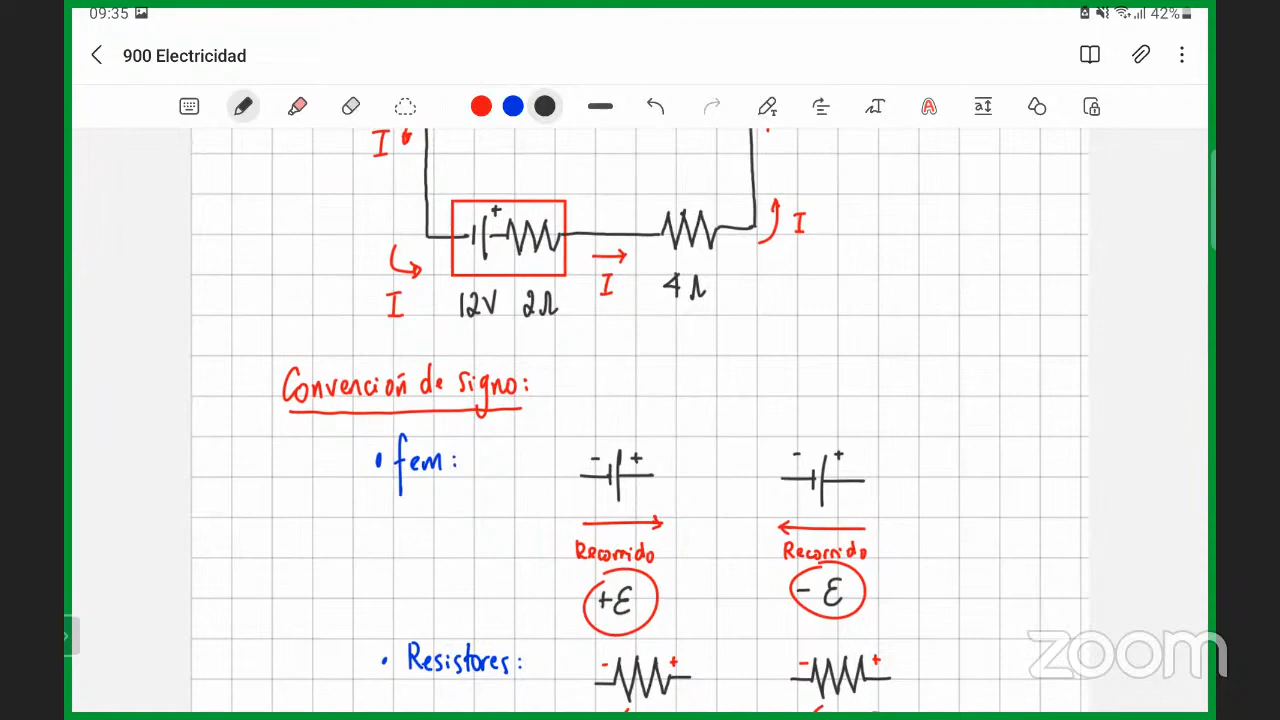 09:35
42%
900 Electricidad
I
+
I
I
I
12V 2Ω
4Ω
Convención de signo:
• fem:
- +
- +
Recorrido
Recorrido
+ε
- ε
• Resistores:
- +
- +
zoom